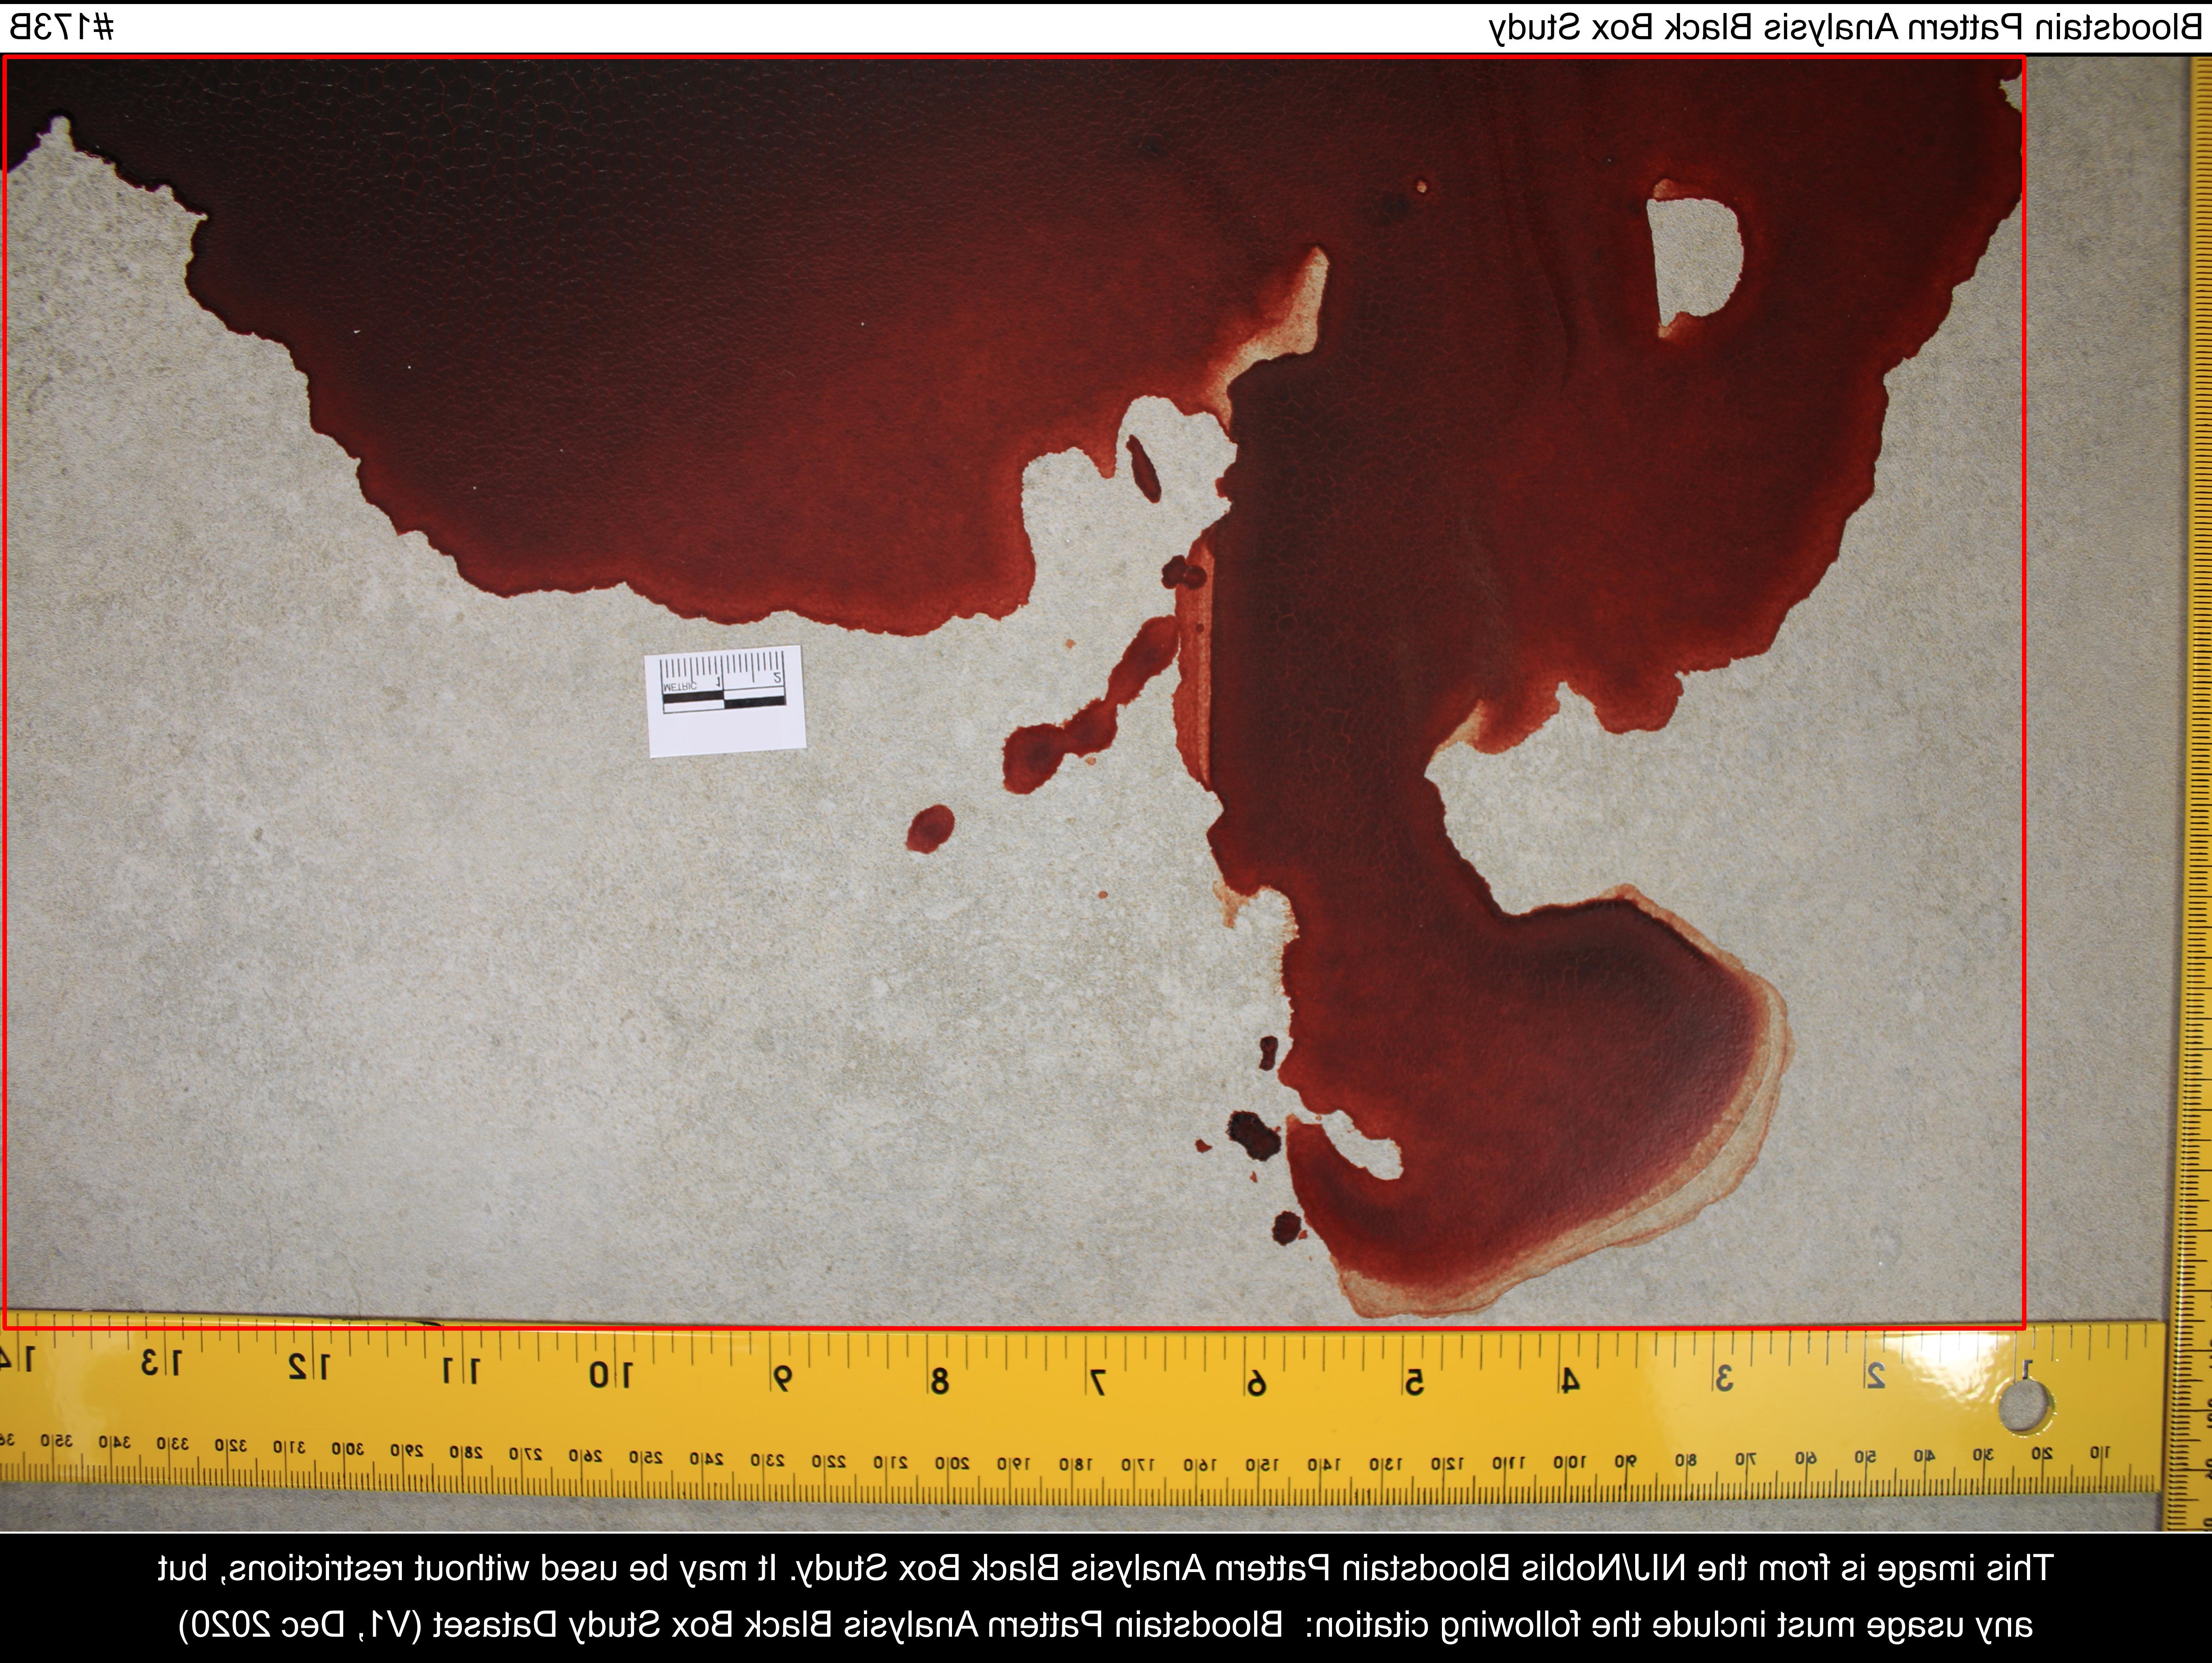 Bloodstain Pattern Analysis Black Box Study #173B
METRIC 1 2
1 2 3 4 5 6 7 8 9 10 11 12 13 14
10 20 30 40 50 60 70 80 90 100 110 120 130 140 150 160 170 180 190 200 210 220 230 240 250 260 270 280 290 300 310 320 330 340 350 36
This image is from the NIJ/Noblis Bloodstain Pattern Analysis Black Box Study. It may be used without restrictions, but
any usage must include the following citation: Bloodstain Pattern Analysis Black Box Study Dataset (V1, Dec 2020)